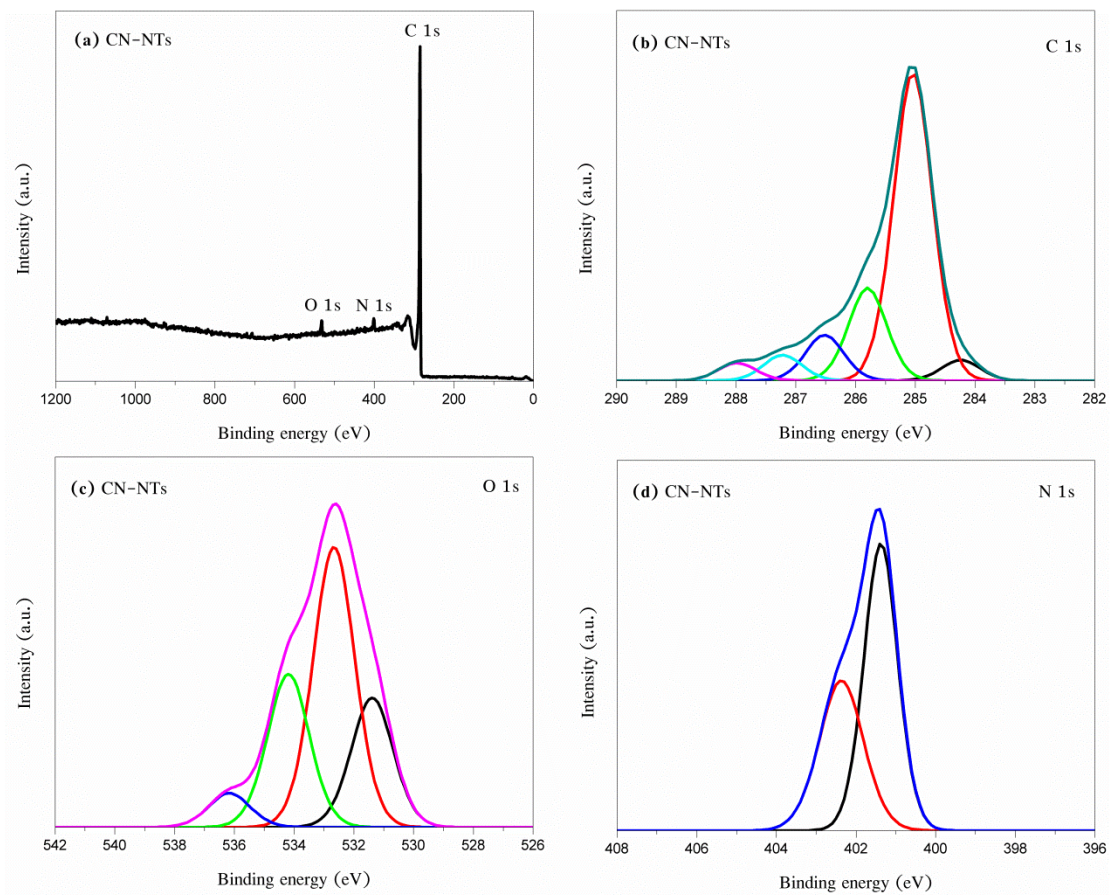 (a) CN-NTs
C 1s
O 1s
N 1s
Intensity (a.u.)
1200 1000 800 600 400 200 0
Binding energy (eV)
(b) CN-NTs
C 1s
Intensity (a.u.)
290 289 288 287 286 285 284 283 282
Binding energy (eV)
(c) CN-NTs
O 1s
Intensity (a.u.)
542 540 538 536 534 532 530 528 526
Binding energy (eV)
(d) CN-NTs
N 1s
Intensity (a.u.)
408 406 404 402 400 398 396
Binding energy (eV)